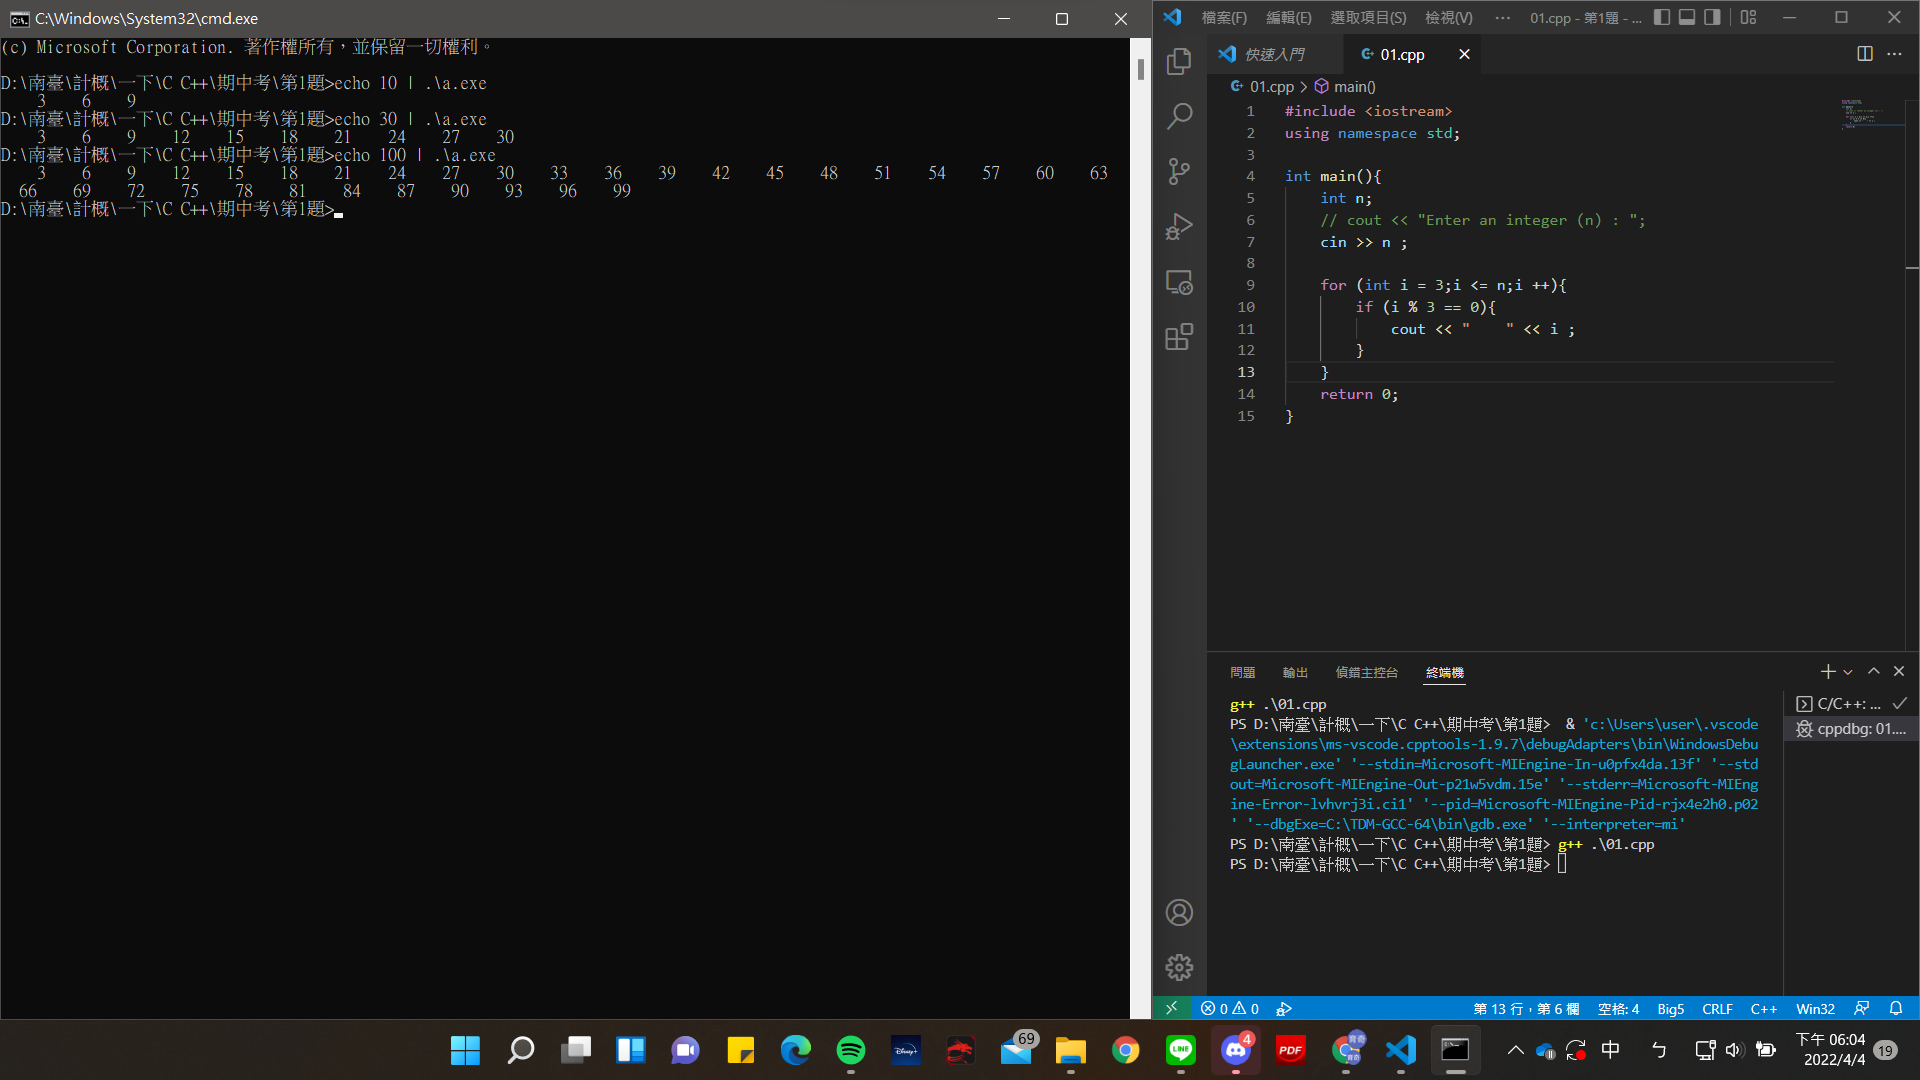 C:\Windows\System32\cmd.exe
(c) Microsoft Corporation. 著作權所有，並保留一切權利。
D:\南臺\計概\一下\C C++\期中考\第1題>echo 10 | .\a.exe
3 6 9
D:\南臺\計概\一下\C C++\期中考\第1題>echo 30 | .\a.exe
3 6 9 12 15 18 21 24 27 30
D:\南臺\計概\一下\C C++\期中考\第1題>echo 100 | .\a.exe
3 6 9 12 15 18 21 24 27 30 33 36 39 42 45 48 51 54 57 60 63
66 69 72 75 78 81 84 87 90 93 96 99
D:\南臺\計概\一下\C C++\期中考\第1題>
檔案(F) 編輯(E) 選取項目(S) 檢視(V) ··· 01.cpp - 第1題 - ...
快速入門 01.cpp
01.cpp > main()
1 #include <iostream>
2 using namespace std;
3
4 int main(){
5 int n;
6 // cout << "Enter an integer (n) : ";
7 cin >> n ;
8
9 for (int i = 3;i <= n;i ++){
10 if (i % 3 == 0){
11 cout << "    " << i ;
12 }
13 }
14 return 0;
15 }
問題 輸出 偵錯主控台 終端機
g++ .\01.cpp
PS D:\南臺\計概\一下\C C++\期中考\第1題>  & 'c:\Users\user\.vscode
\extensions\ms-vscode.cpptools-1.9.7\debugAdapters\bin\WindowsDebu
gLauncher.exe' '--stdin=Microsoft-MIEngine-In-u0pfx4da.13f' '--std
out=Microsoft-MIEngine-Out-p21w5vdm.15e' '--stderr=Microsoft-MIEng
ine-Error-lvhvrj3i.ci1' '--pid=Microsoft-MIEngine-Pid-rjx4e2h0.p02
' '--dbgExe=C:\TDM-GCC-64\bin\gdb.exe' '--interpreter=mi'
PS D:\南臺\計概\一下\C C++\期中考\第1題> g++ .\01.cpp
PS D:\南臺\計概\一下\C C++\期中考\第1題>
C/C++: ...
cppdbg: 01....
0 0
第 13 行，第 6 欄 空格: 4 Big5 CRLF C++ Win32
Disney+
69
4
PDF
中 ㄅ
下午 06:04
2022/4/4
19